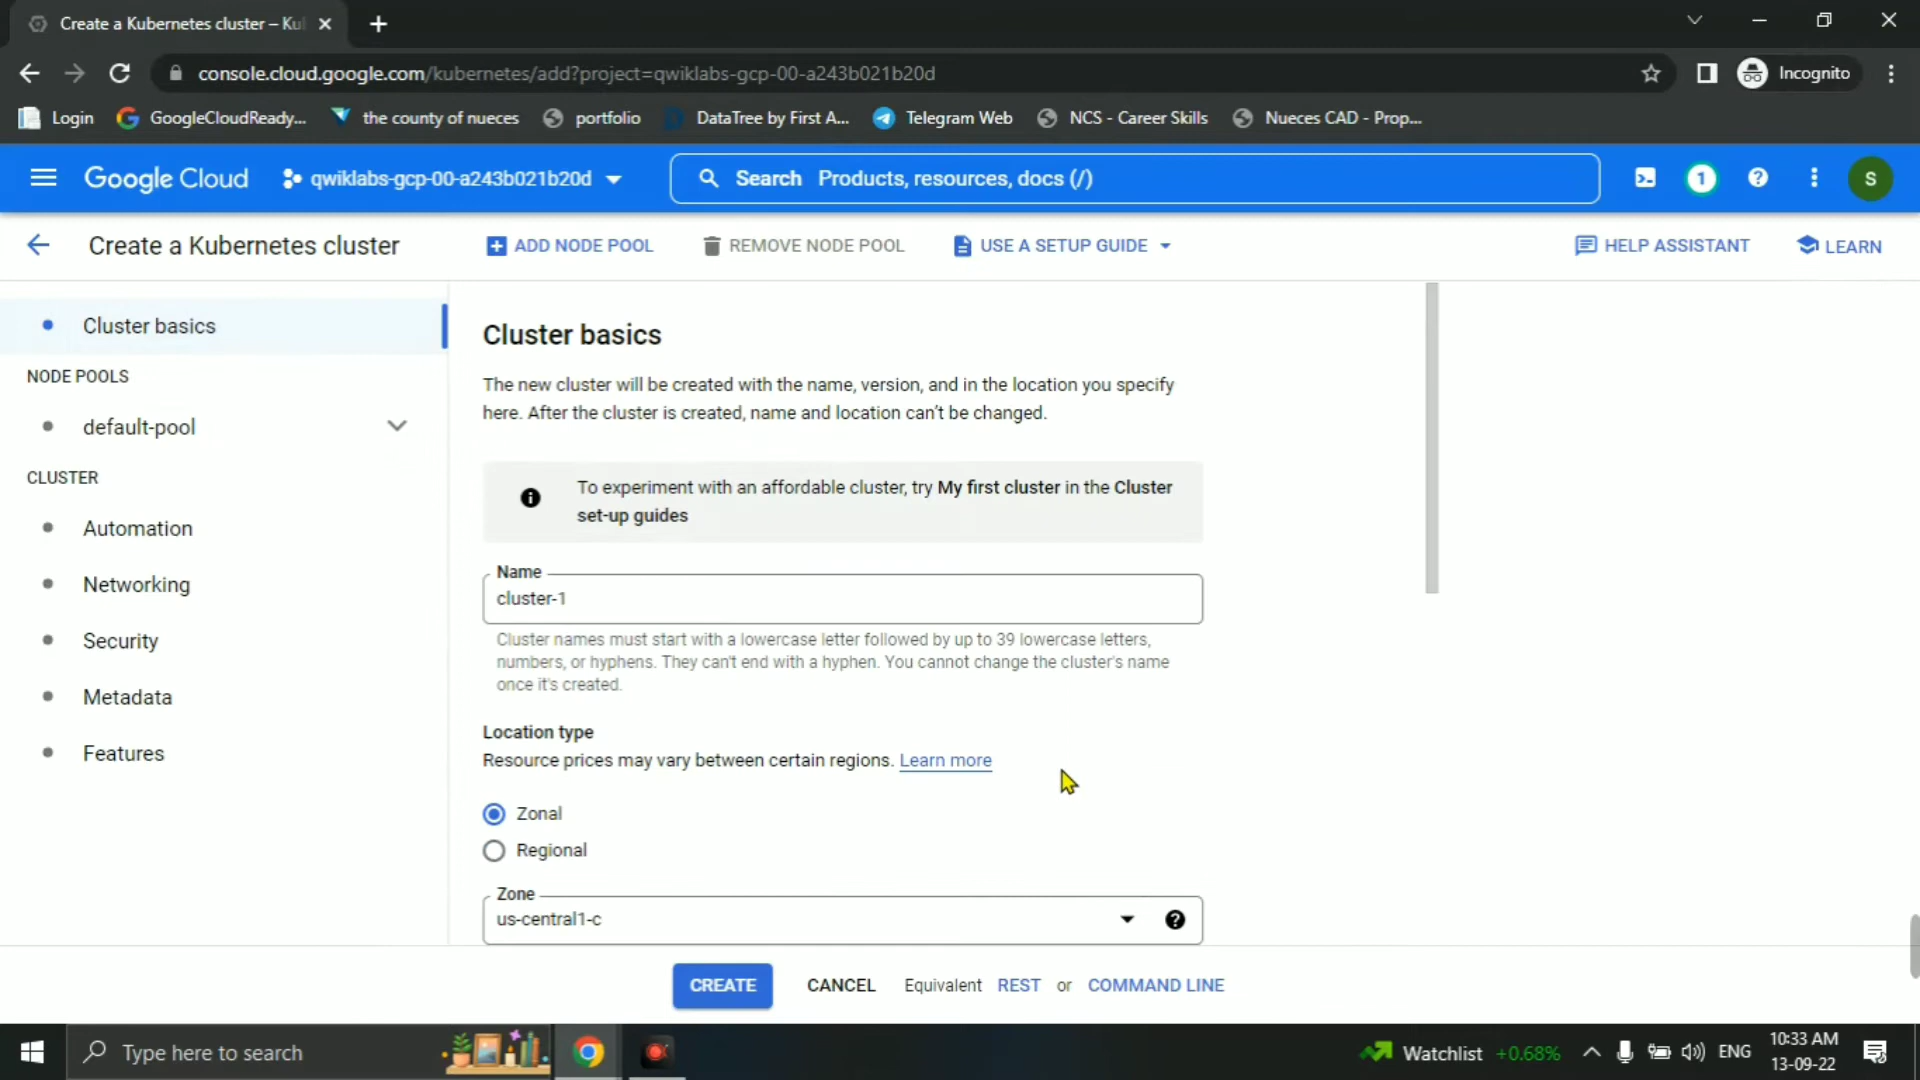 Create a Kubernetes cluster – Ku
console.cloud.google.com/kubernetes/add?project=qwiklabs-gcp-00-a243b021b20d
Incognito
Login
GoogleCloudReady...
the county of nueces
portfolio
DataTree by First A...
Telegram Web
NCS - Career Skills
Nueces CAD - Prop...
Google Cloud
qwiklabs-gcp-00-a243b021b20d
Search Products, resources, docs (/)
1
S
Create a Kubernetes cluster
ADD NODE POOL
REMOVE NODE POOL
USE A SETUP GUIDE
HELP ASSISTANT
LEARN
Cluster basics
NODE POOLS
default-pool
CLUSTER
Automation
Networking
Security
Metadata
Features
Cluster basics
The new cluster will be created with the name, version, and in the location you specify
here. After the cluster is created, name and location can't be changed.
To experiment with an affordable cluster, try My first cluster in the Cluster
set-up guides
Name
cluster-1
Cluster names must start with a lowercase letter followed by up to 39 lowercase letters,
numbers, or hyphens. They can't end with a hyphen. You cannot change the cluster's name
once it's created.
Location type
Resource prices may vary between certain regions. Learn more
Zonal
Regional
Zone
us-central1-c
CREATE
CANCEL
Equivalent REST or COMMAND LINE
Type here to search
Watchlist +0.68%
ENG
10:33 AM
13-09-22